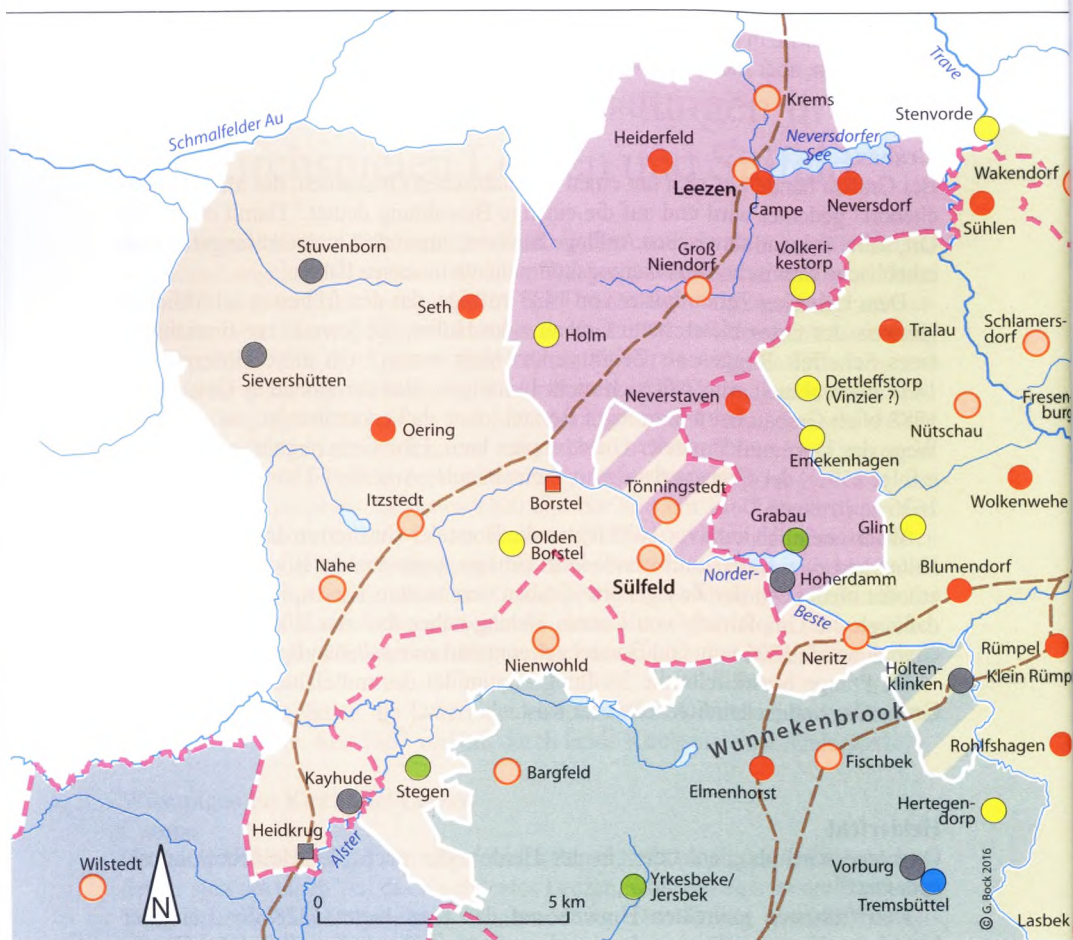 Schmalfelder Au
Trave
Krems
Stenvorde
Heiderfeld
Neversdorfer
See
Wakendorf
Leezen
Campe
Neversdorf
Sühlen
Stuvenborn
Groß
Niendorf
Volkeri-
kestorp
Seth
Holm
Tralau
Schlamers-
dorf
Sievershütten
Dettleffstorp
(Vinzier ?)
Neverstaven
Fresen-
burg
Nütschau
Oering
Emekenhagen
Itzstedt
Borstel
Tönningstedt
Wolkenwehe
Olden
Borstel
Grabau
Glint
Nahe
Sülfeld
Norder-
Hoherdamm
Blumendorf
Beste
Nienwohld
Neritz
Rümpel
Hölten-
klinken
Klein Rümp
Wunnekenbrook
Rohlfshagen
Kayhude
Stegen
Bargfeld
Elmenhorst
Fischbek
Hertegen-
dorp
Heidkrug
Alster
Wilstedt
Yrkesbeke/
Jersbek
Vorburg
Tremsbüttel
N
0
5 km
Lasbek
© G. Bock 2016